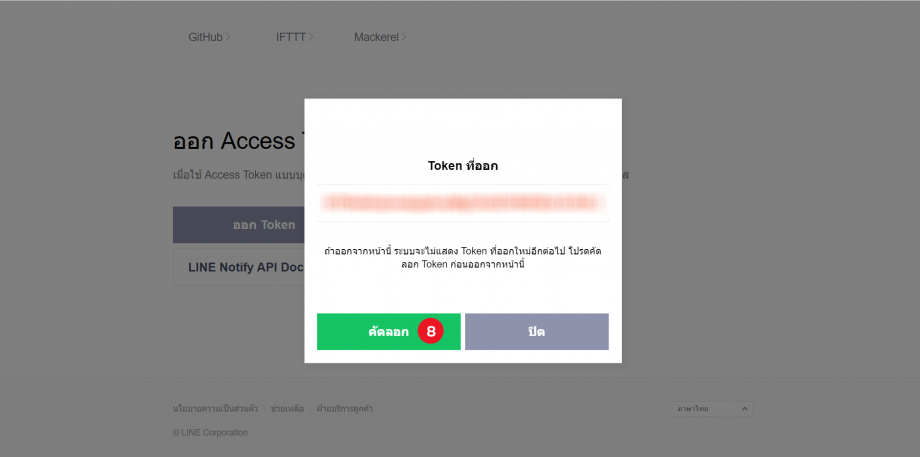 GitHub
IFTTT
Mackerel
ออก Access
เมื่อใช้ Access Token
ออก Token
LINE Notify API Doc
Token ที่ออก
ถ้าออกจากหน้านี้ ระบบจะไม่แสดง Token ที่ออกใหม่อีกต่อไป โปรดคัด
ลอก Token ก่อนออกจากหน้านี้
คัดลอก 8
ปิด
นโยบายความเป็นส่วนตัว
ช่วยเหลือ
ฝ่ายบริการลูกค้า
ภาษาไทย
© LINE Corporation